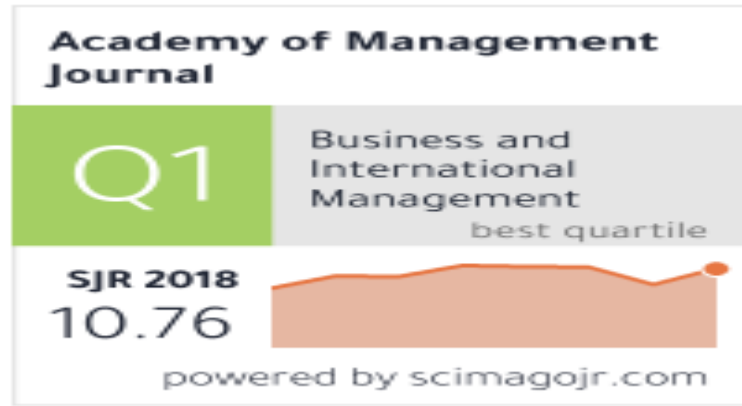 Academy of Management
Journal
Q1
Business and
International
Management
best quartile
SJR 2018
10.76
powered by scimagojr.com